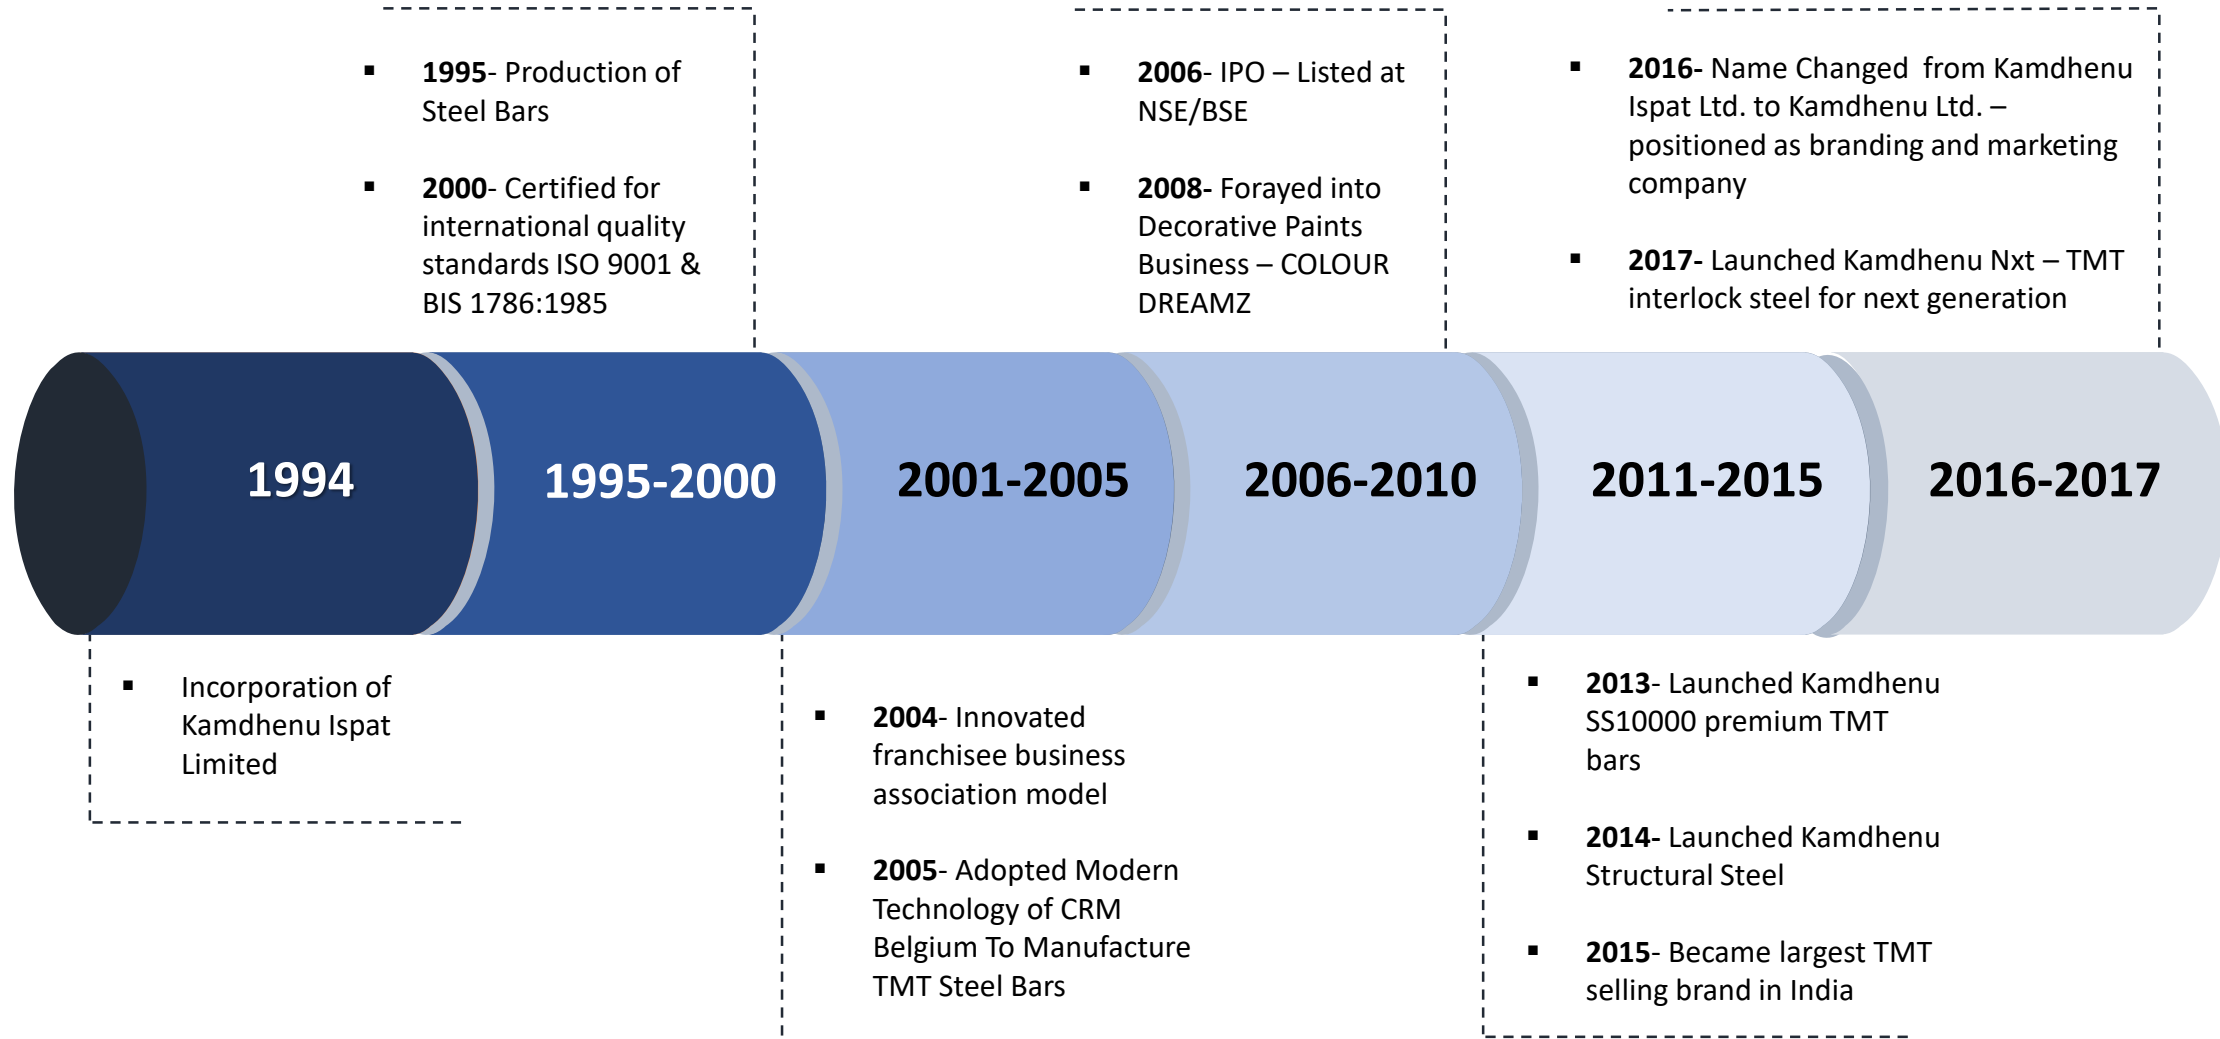 1995- Production of
Steel Bars
2000- Certified for
international quality
standards ISO 9001 &
BIS 1786:1985
2006- IPO – Listed at
NSE/BSE
2008- Forayed into
Decorative Paints
Business – COLOUR
DREAMZ
2016- Name Changed from Kamdhenu
Ispat Ltd. to Kamdhenu Ltd. –
positioned as branding and marketing
company
2017- Launched Kamdhenu Nxt – TMT
interlock steel for next generation
1994
1995-2000
2001-2005
2006-2010
2011-2015
2016-2017
Incorporation of
Kamdhenu Ispat
Limited
2004- Innovated
franchisee business
association model
2005- Adopted Modern
Technology of CRM
Belgium To Manufacture
TMT Steel Bars
2013- Launched Kamdhenu
SS10000 premium TMT
bars
2014- Launched Kamdhenu
Structural Steel
2015- Became largest TMT
selling brand in India